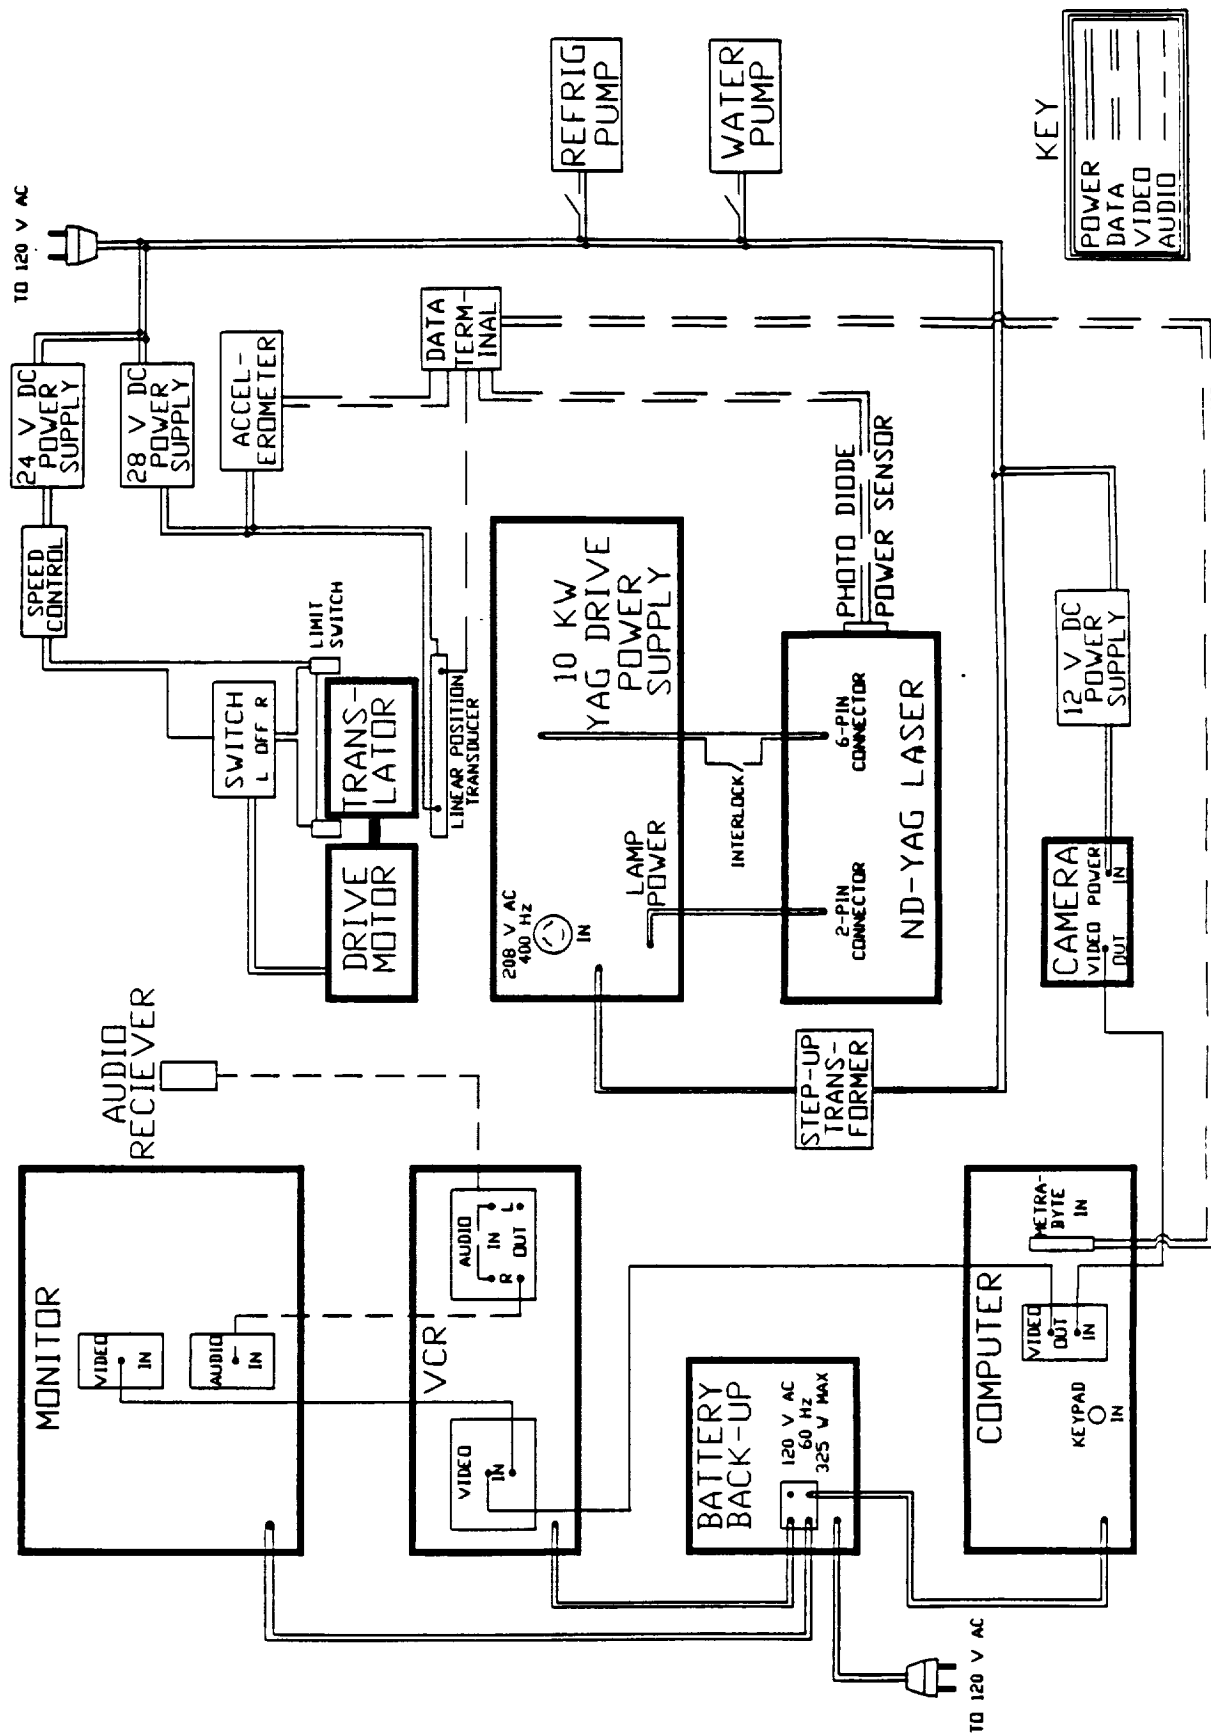 MONITOR
VIDEO
IN
AUDIO
IN
AUDIO
RECIEVER
VCR
VIDEO
IN
AUDIO
IN
R L
OUT
BATTERY
BACK-UP
120 V AC
60 Hz
325 W MAX
TO 120 V AC
COMPUTER
KEYPAD
IN
VIDEO
OUT
IN
METRA-
BYTE
IN
DRIVE
MOTOR
TRANS-
LATOR
SWITCH
L OFF R
LIMIT
SWITCH
LINEAR POSITION
TRANSDUCER
SPEED
CONTROL
24 V DC
POWER
SUPPLY
28 V DC
POWER
SUPPLY
ACCEL-
EROMETER
DATA
TERM-
INAL
TO 120 V AC
REFRIG
PUMP
WATER
PUMP
208 V AC
400 Hz
IN
LAMP
POWER
10 KW
YAG DRIVE
POWER
SUPPLY
INTERLOCK
2-PIN
CONNECTOR
6-PIN
CONNECTOR
ND-YAG LASER
PHOTO DIODE
POWER SENSOR
STEP-UP
TRANS-
FORMER
CAMERA
VIDEO POWER
OUT IN
12 V DC
POWER
SUPPLY
KEY
POWER
DATA
VIDEO
AUDIO